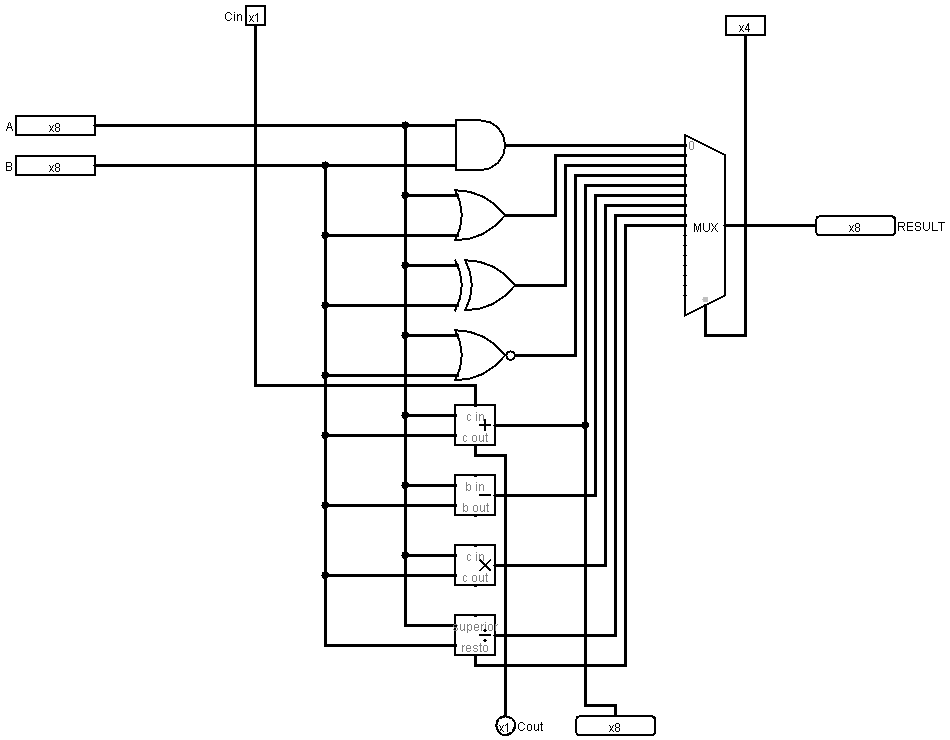 Cin x1
x4
A x8
B x8
0
MUX
x8 RESULT
c in
+
c out
b in
-
b out
c in
×
c out
superior
÷
resto
x1 Cout
x8